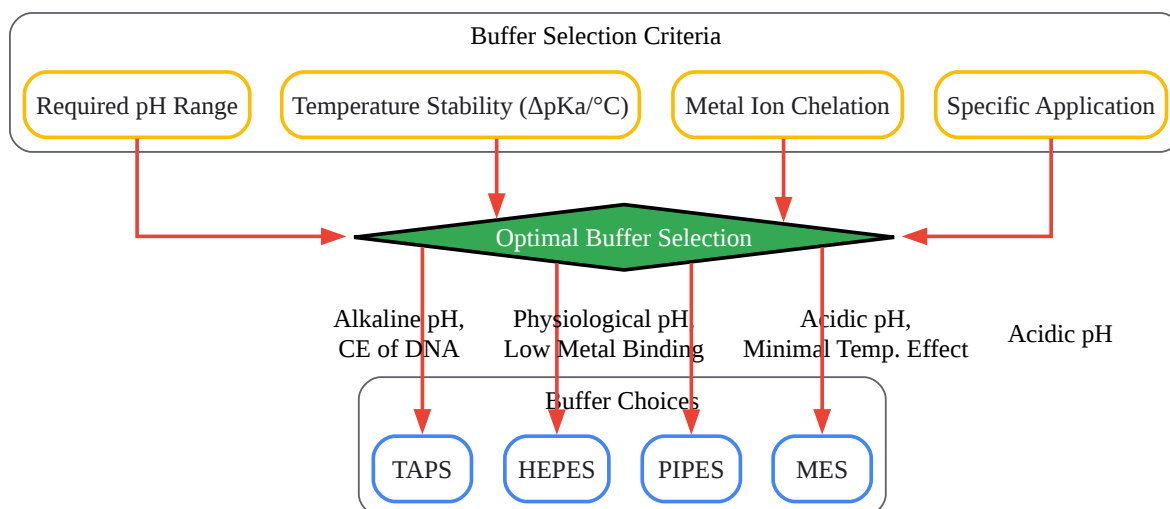 Buffer Selection Criteria
Required pH Range
Temperature Stability (ΔpKa/°C)
Metal Ion Chelation
Specific Application
Optimal Buffer Selection
Alkaline pH,
CE of DNA
Physiological pH,
Low Metal Binding
Acidic pH,
Minimal Temp. Effect
Acidic pH
Buffer Choices
TAPS
HEPES
PIPES
MES